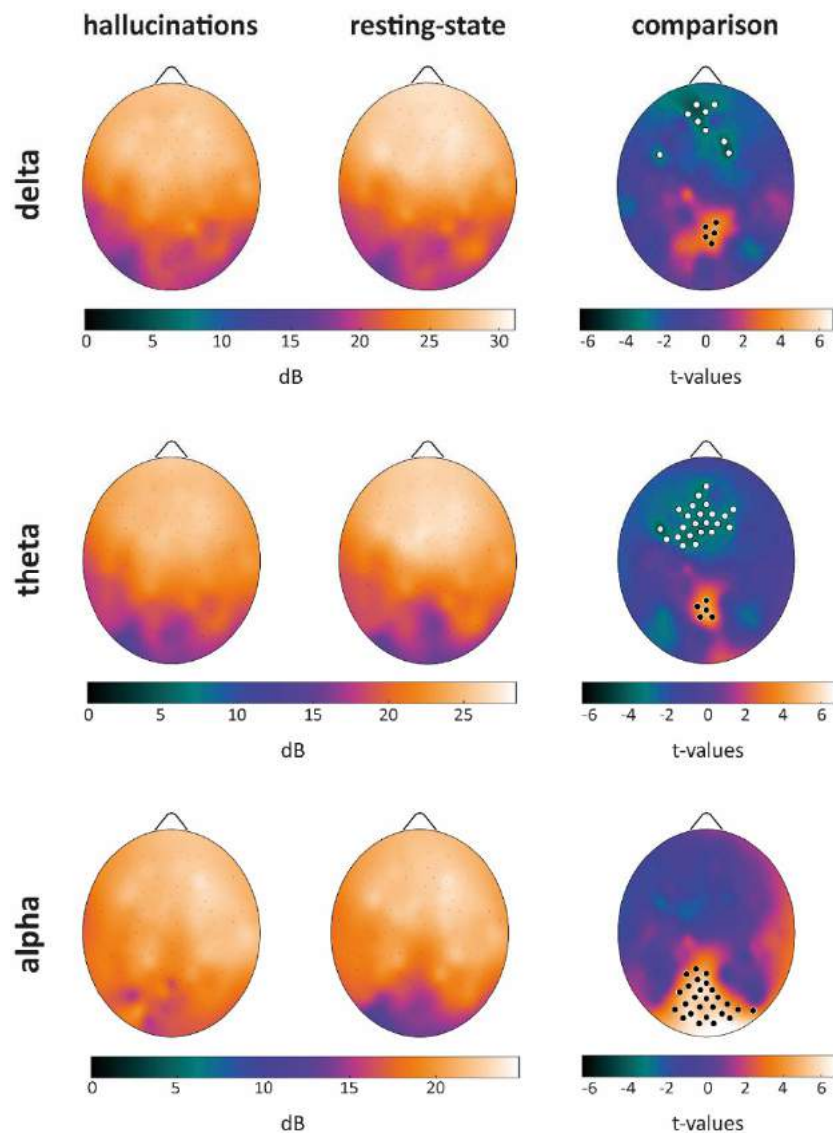 hallucinations resting-state comparison
delta
0 5 10 15 20 25 30 -6 -4 -2 0 2 4 6
dB t-values
theta
0 5 10 15 20 25 -6 -4 -2 0 2 4 6
dB t-values
alpha
0 5 10 15 20 -6 -4 -2 0 2 4 6
dB t-values